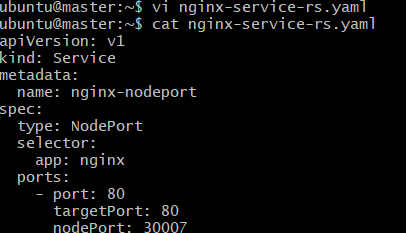 ubuntu@master:~$ vi nginx-service-rs.yaml
ubuntu@master:~$ cat nginx-service-rs.yaml
apiVersion: v1
kind: Service
metadata:
  name: nginx-nodeport
spec:
  type: NodePort
  selector:
    app: nginx
  ports:
    - port: 80
      targetPort: 80
      nodePort: 30007